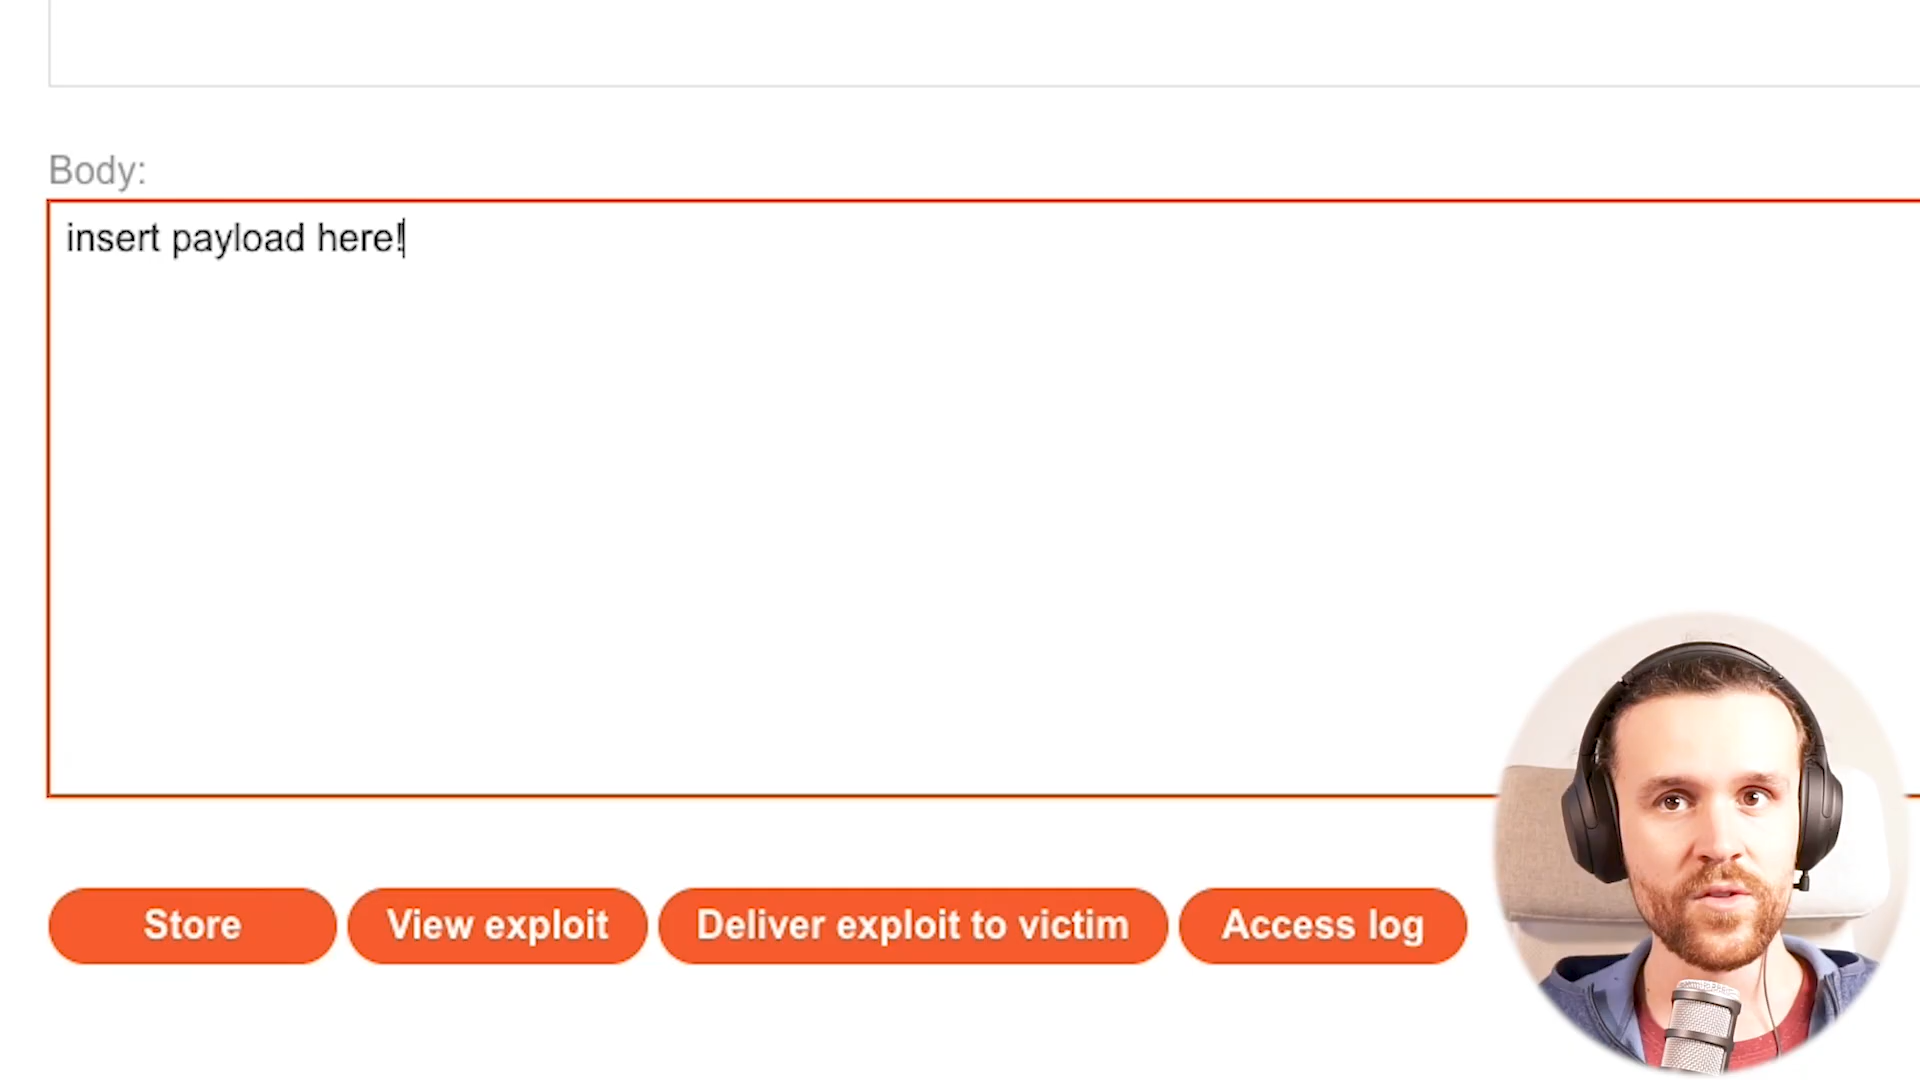 Body:
insert payload here!
Store
View exploit
Deliver exploit to victim
Access log